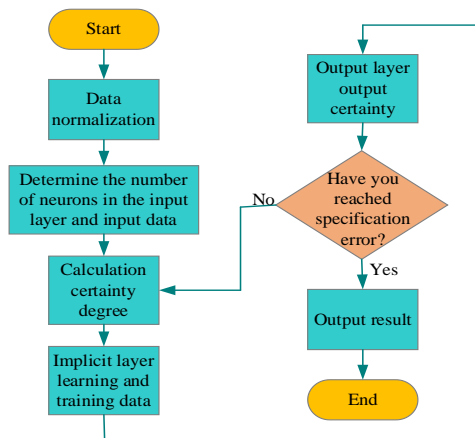 Start
Data
normalization
Determine the number
of neurons in the input
layer and input data
Calculation
certainty
degree
Implicit layer
learning and
training data
Output layer
output
certainty
Have you
reached
specification
error?
No
Yes
Output result
End